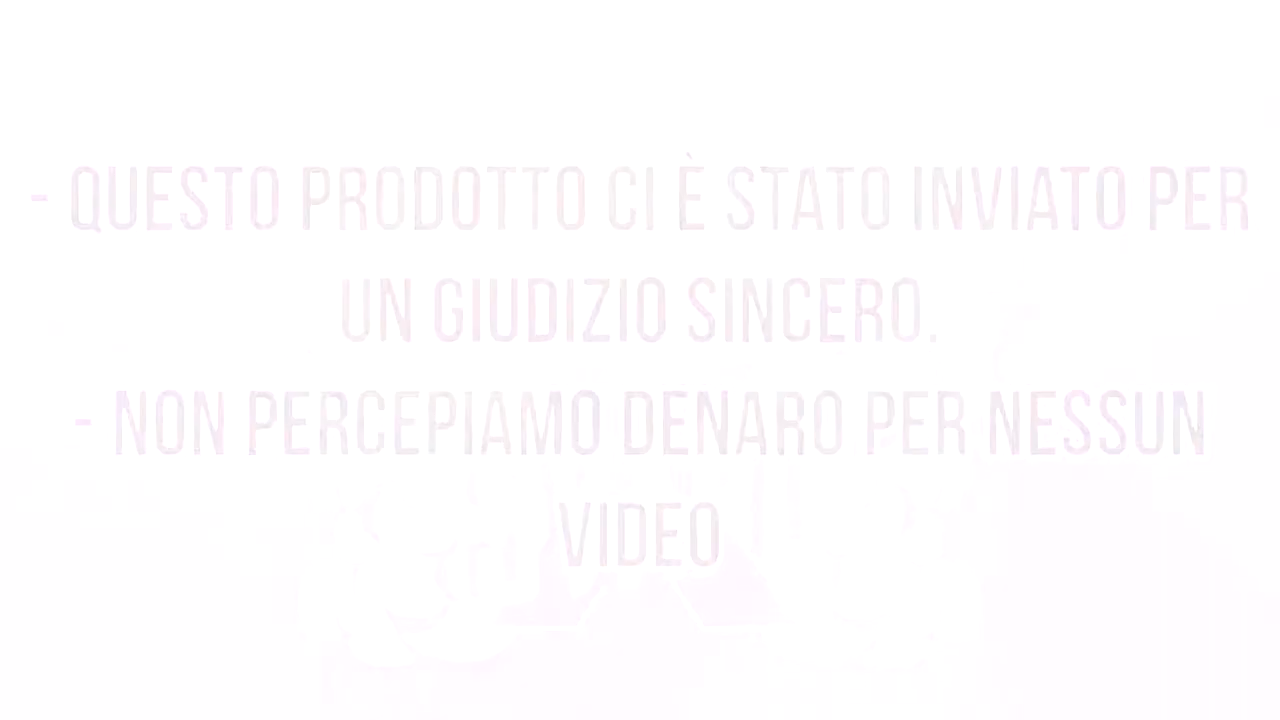 - QUESTO PRODOTTO CI È STATO INVIATO PER
UN GIUDIZIO SINCERO.
- NON PERCEPIAMO DENARO PER NESSUN
VIDEO